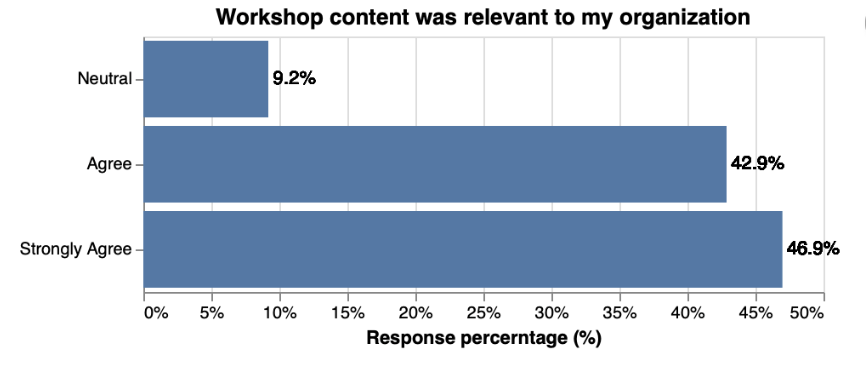 Workshop content was relevant to my organization
Neutral 9.2%
Agree 42.9%
Strongly Agree 46.9%
0% 5% 10% 15% 20% 25% 30% 35% 40% 45% 50%
Response percerntage (%)